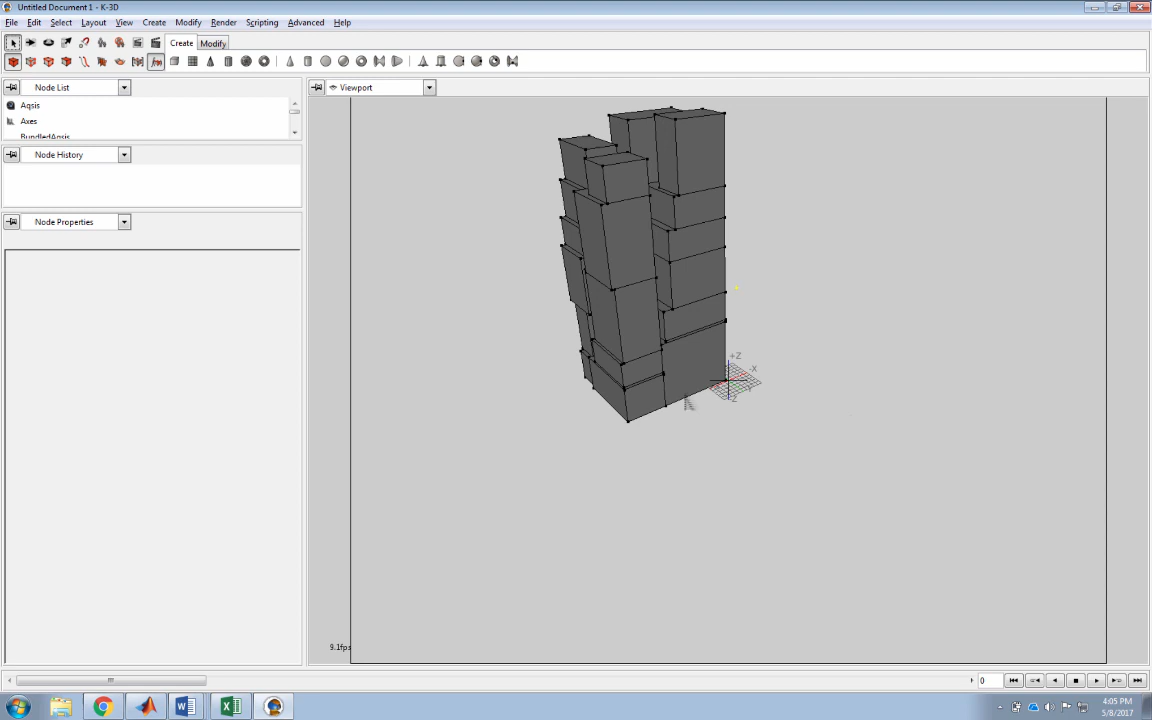 Untitled Document 1 - K-3D
File Edit Select Layout View Create Modify Render Scripting Advanced Help
Create Modify
Node List
Viewport
Aqsis
Axes
BundledAqsis
Node History
Node Properties
+Z
-X
-Z
9.1fps
0
4:05 PM
5/8/2017